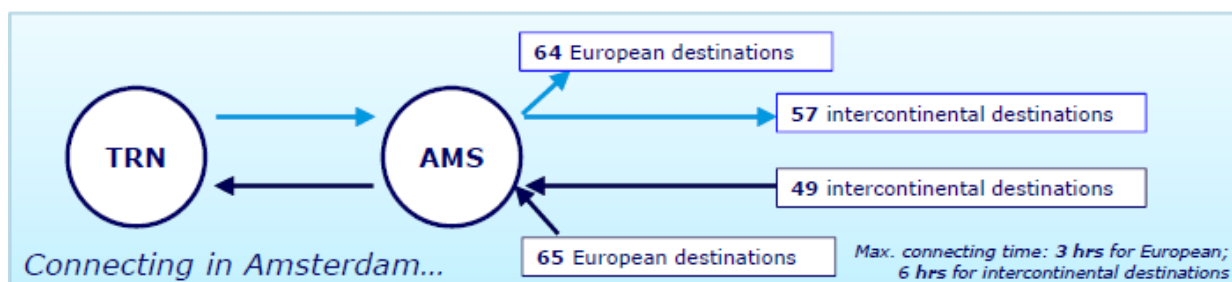 64 European destinations
57 intercontinental destinations
TRN
AMS
49 intercontinental destinations
65 European destinations
Connecting in Amsterdam...
Max. connecting time: 3 hrs for European;
6 hrs for intercontinental destinations